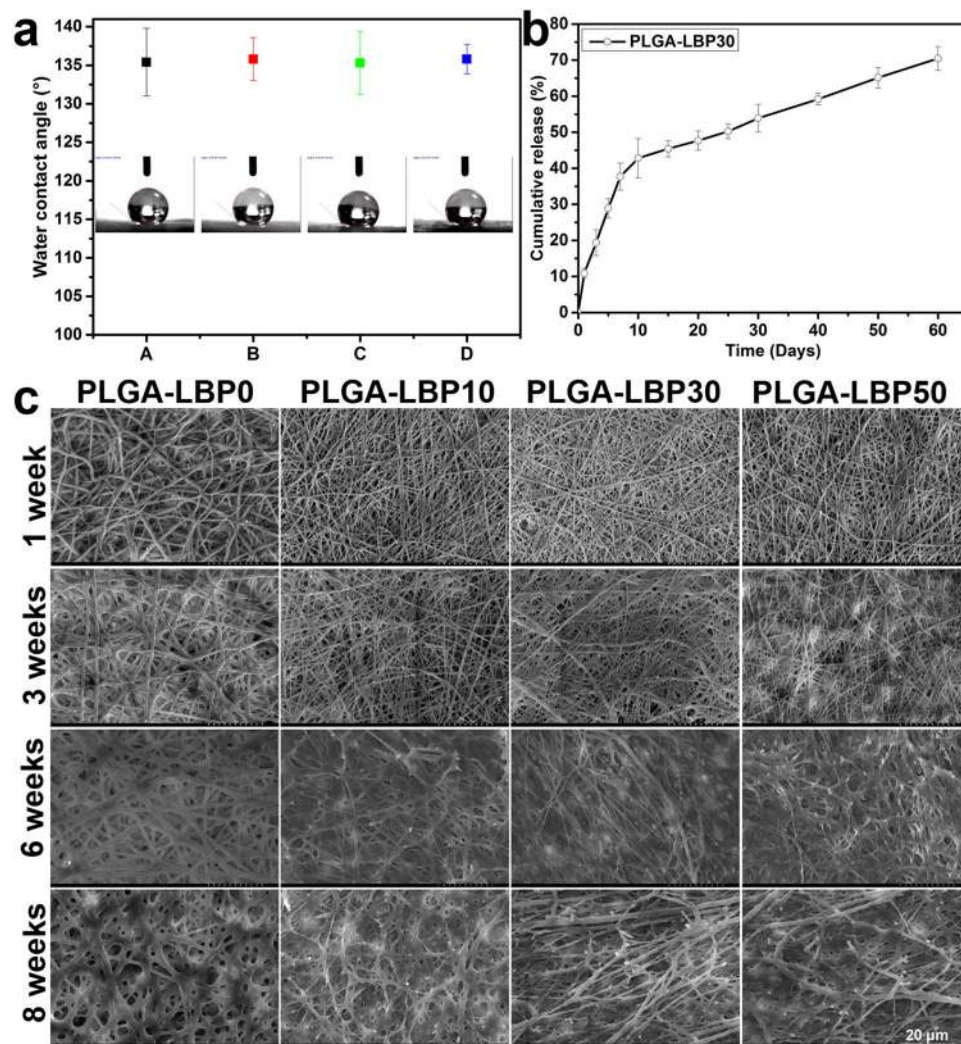 a
Water contact angle (°)
140
135
130
125
120
115
110
105
100
A B C D
b
PLGA-LBP30
Cumulative release (%)
80
70
60
50
40
30
20
10
0
0 10 20 30 40 50 60
Time (Days)
c
PLGA-LBP0 PLGA-LBP10 PLGA-LBP30 PLGA-LBP50
1 week
3 weeks
6 weeks
8 weeks
20 µm